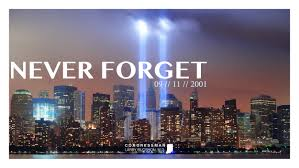 NEVER FORGET
09 // 11 // 2001
CONGRESSMAN